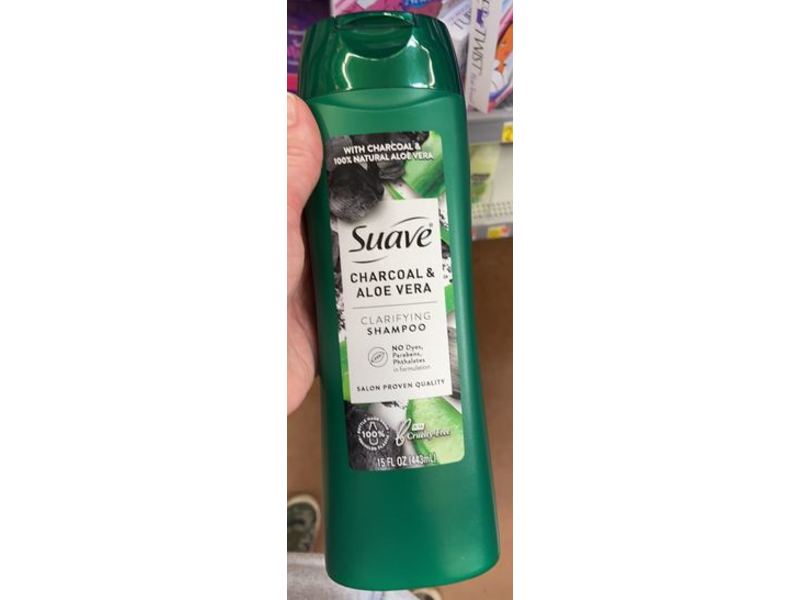 TWIST
WITH CHARCOAL &
100% NATURAL ALOE VERA
Suave®
CHARCOAL &
ALOE VERA
CLARIFYING
SHAMPOO
NO Dyes,
Parabens,
Phthalates
in formulation
SALON PROVEN QUALITY
100%
Cruelty-Free
15 FL OZ (443mL)